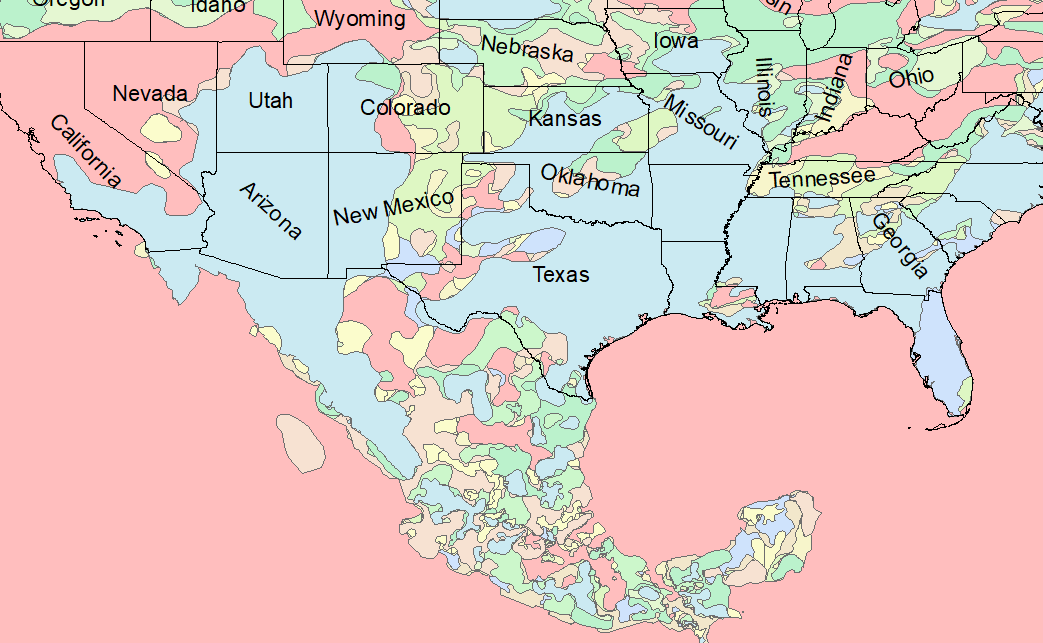 Oregon
Idaho
Wyoming
sin
Nebraska
Iowa
Illinois
Indiana
Ohio
Nevada
Utah
Colorado
Kansas
Missouri
California
Arizona
New Mexico
Oklahoma
Tennessee
Georgia
Texas